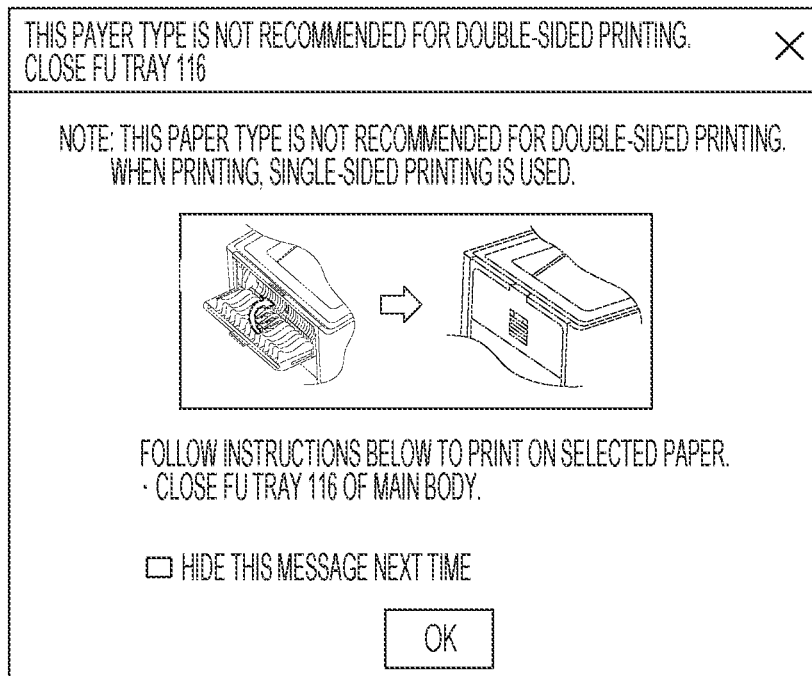 THIS PAYER TYPE IS NOT RECOMMENDED FOR DOUBLE-SIDED PRINTING.
CLOSE FU TRAY 116
NOTE: THIS PAPER TYPE IS NOT RECOMMENDED FOR DOUBLE-SIDED PRINTING.
WHEN PRINTING, SINGLE-SIDED PRINTING IS USED.
FOLLOW INSTRUCTIONS BELOW TO PRINT ON SELECTED PAPER.
· CLOSE FU TRAY 116 OF MAIN BODY.
HIDE THIS MESSAGE NEXT TIME
OK